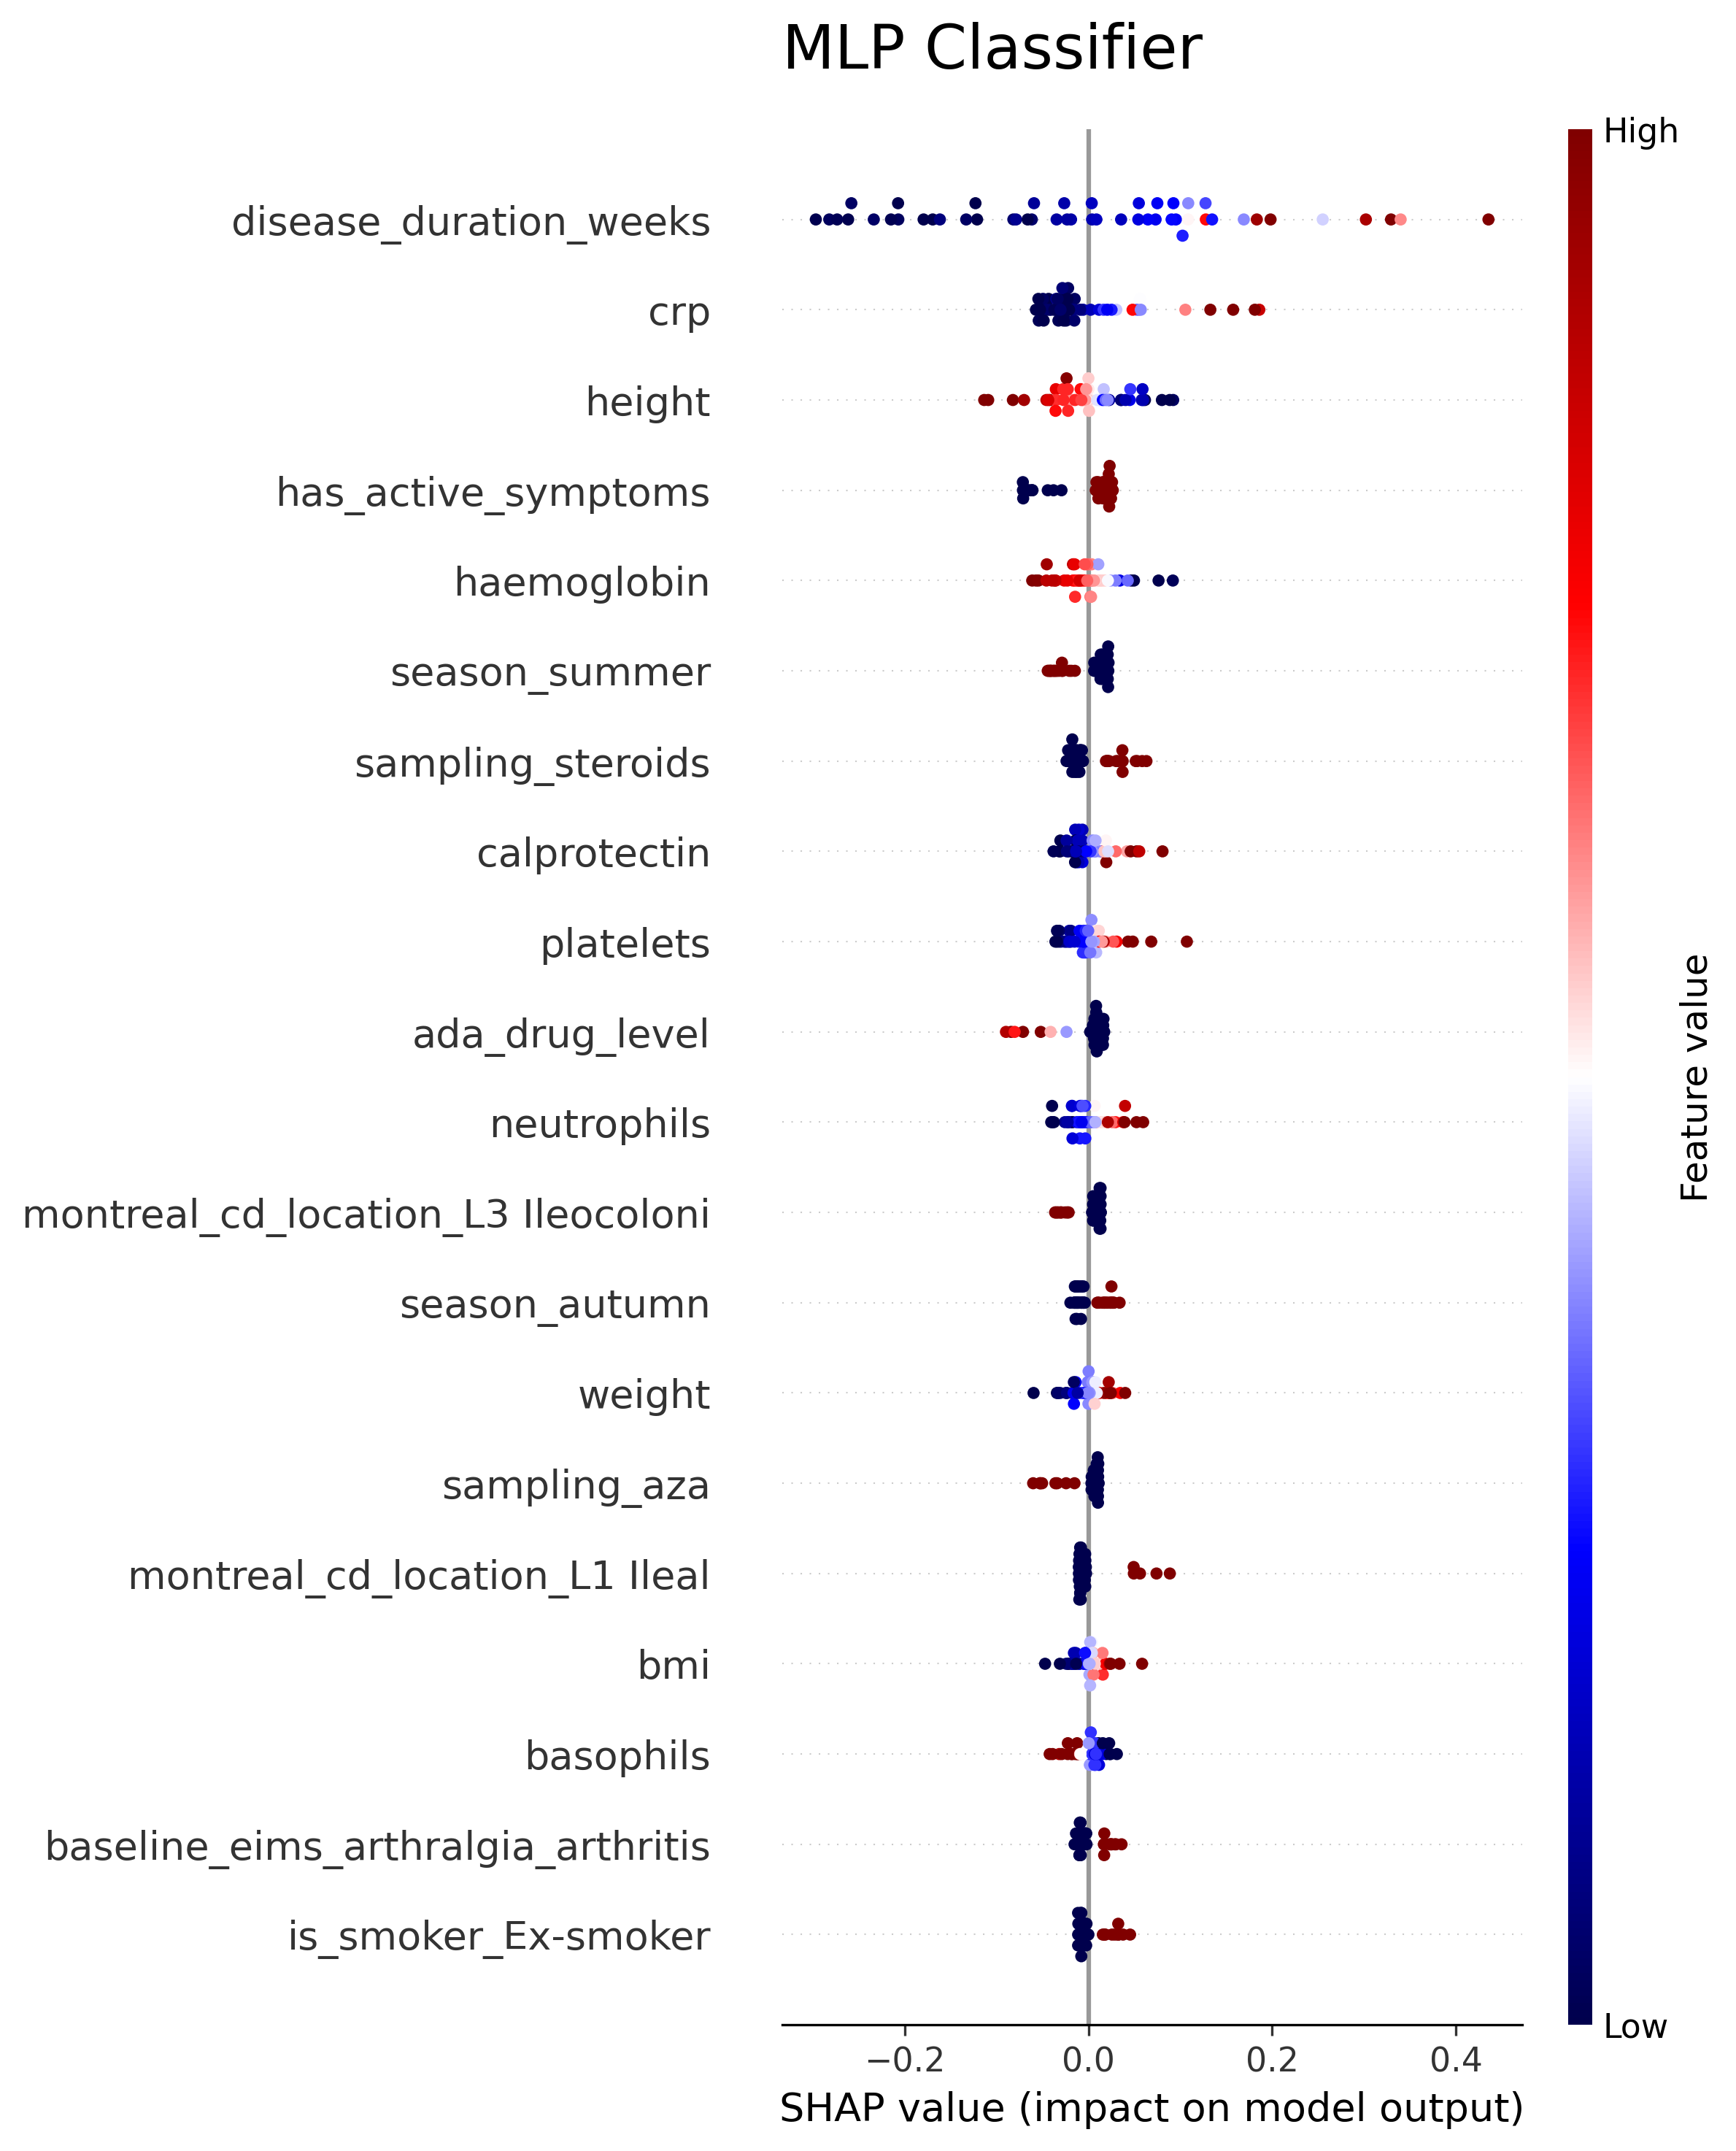 MLP Classifier
High
disease_duration_weeks
crp
height
has_active_symptoms
haemoglobin
season_summer
sampling_steroids
calprotectin
platelets
ada_drug_level
neutrophils
montreal_cd_location_L3 Ileocoloni
season_autumn
weight
sampling_aza
montreal_cd_location_L1 Ileal
bmi
basophils
baseline_eims_arthralgia_arthritis
is_smoker_Ex-smoker
Feature value
Low
−0.2 0.0 0.2 0.4
SHAP value (impact on model output)